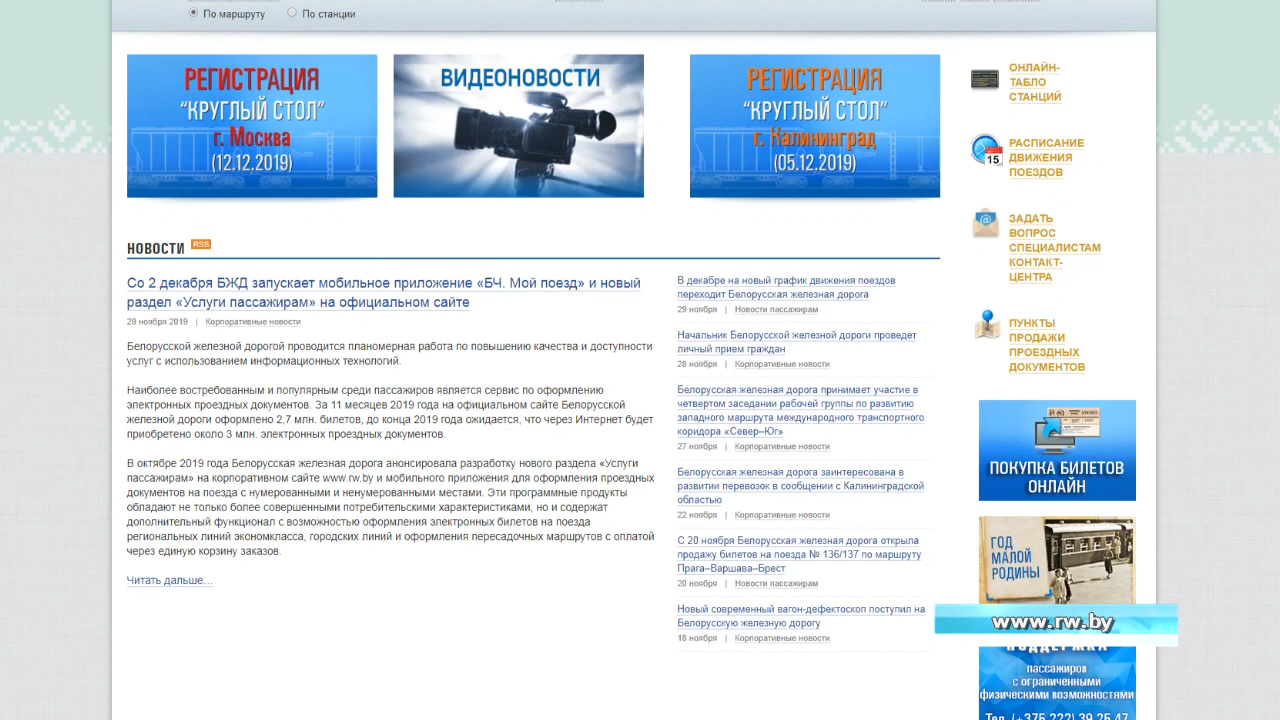 По маршруту
По станции
РЕГИСТРАЦИЯ
“КРУГЛЫЙ СТОЛ”
г. Москва
(12.12.2019)
ВИДЕОНОВОСТИ
РЕГИСТРАЦИЯ
“КРУГЛЫЙ СТОЛ”
г. Калининград
(05.12.2019)
НОВОСТИ RSS
Со 2 декабря БЖД запускает мобильное приложение «БЧ. Мой поезд» и новый
раздел «Услуги пассажирам» на официальном сайте
29 ноября 2019 | Корпоративные новости
Белорусской железной дорогой проводится планомерная работа по повышению качества и доступности
услуг с использованием информационных технологий.
Наиболее востребованным и популярным среди пассажиров является сервис по оформлению
электронных проездных документов. За 11 месяцев 2019 года на официальном сайте Белорусской
железной дороги оформлено 2,7 млн. билетов, до конца 2019 года ожидается, что через Интернет будет
приобретено около 3 млн. электронных проездных документов.
В октябре 2019 года Белорусская железная дорога анонсировала разработку нового раздела «Услуги
пассажирам» на корпоративном сайте www.rw.by и мобильного приложения для оформления проездных
документов на поезда с нумерованными и ненумерованными местами. Эти программные продукты
обладают не только более совершенными потребительскими характеристиками, но и содержат
дополнительный функционал с возможностью оформления электронных билетов на поезда
региональных линий экономкласса, городских линий и оформления пересадочных маршрутов с оплатой
через единую корзину заказов.
Читать дальше...
В декабре на новый график движения поездов
переходит Белорусская железная дорога
29 ноября | Новости пассажирам
Начальник Белорусской железной дороги проведет
личный прием граждан
28 ноября | Корпоративные новости
Белорусская железная дорога принимает участие в
четвертом заседании рабочей группы по развитию
западного маршрута международного транспортного
коридора «Север–Юг»
27 ноября | Корпоративные новости
Белорусская железная дорога заинтересована в
развитии перевозок в сообщении с Калининградской
областью
22 ноября | Корпоративные новости
С 20 ноября Белорусская железная дорога открыла
продажу билетов на поезда № 136/137 по маршруту
Прага–Варшава–Брест
20 ноября | Новости пассажирам
Новый современный вагон-дефектоскоп поступил на
Белорусскую железную дорогу
18 ноября | Корпоративные новости
ОНЛАЙН-
ТАБЛО
СТАНЦИЙ
15
РАСПИСАНИЕ
ДВИЖЕНИЯ
ПОЕЗДОВ
@
ЗАДАТЬ
ВОПРОС
СПЕЦИАЛИСТАМ
КОНТАКТ-
ЦЕНТРА
ПУНКТЫ
ПРОДАЖИ
ПРОЕЗДНЫХ
ДОКУМЕНТОВ
ПОКУПКА БИЛЕТОВ
ОНЛАЙН
ГОД
МАЛОЙ
РОДИНЫ
www.rw.by
ПОДДЕРЖКА
пассажиров
с ограниченными
физическими возможностями
Тел. (+375 222) 39 25 47